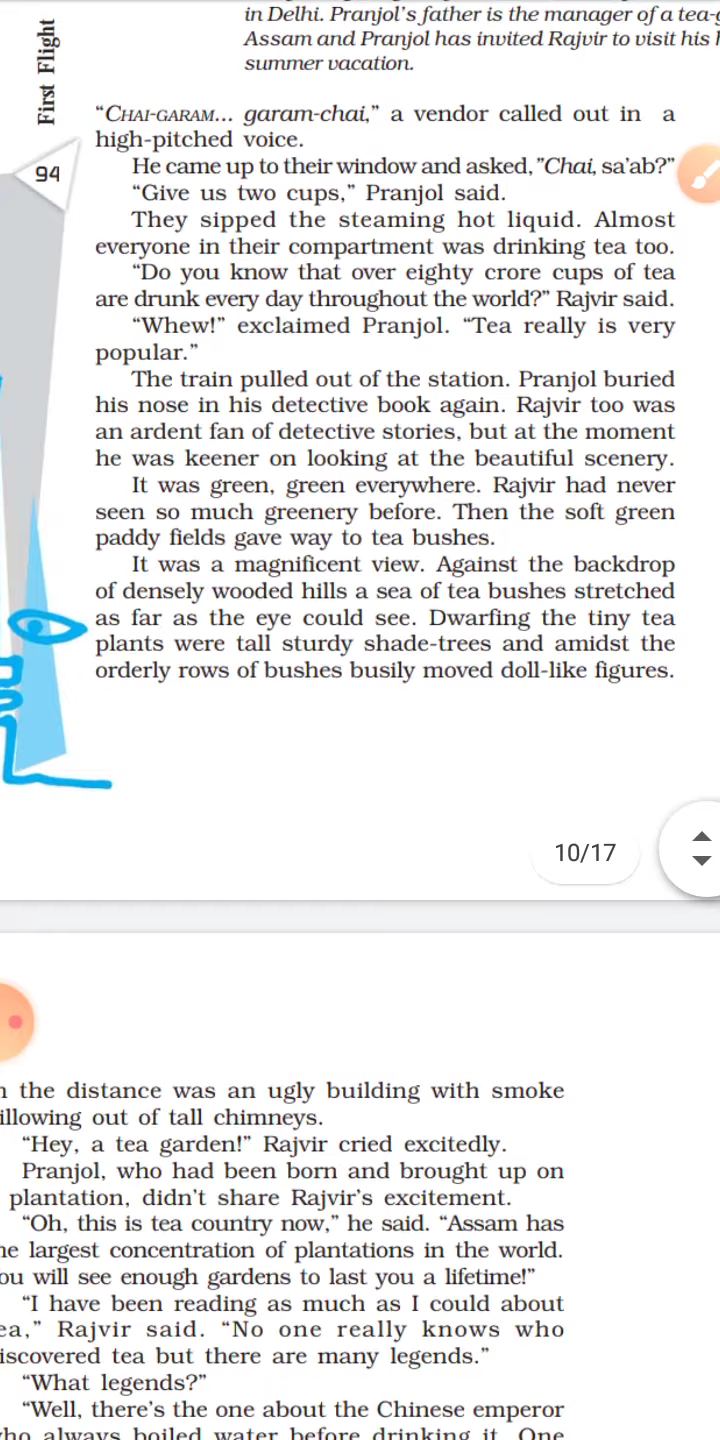 First Flight
94
in Delhi. Pranjol's father is the manager of a tea-
Assam and Pranjol has invited Rajvir to visit his
summer vacation.
“CHAI-GARAM... garam-chai,” a vendor called out in a
high-pitched voice.
He came up to their window and asked, ”Chai, sa'ab?”
“Give us two cups,” Pranjol said.
They sipped the steaming hot liquid. Almost
everyone in their compartment was drinking tea too.
“Do you know that over eighty crore cups of tea
are drunk every day throughout the world?” Rajvir said.
“Whew!” exclaimed Pranjol. “Tea really is very
popular.”
The train pulled out of the station. Pranjol buried
his nose in his detective book again. Rajvir too was
an ardent fan of detective stories, but at the moment
he was keener on looking at the beautiful scenery.
It was green, green everywhere. Rajvir had never
seen so much greenery before. Then the soft green
paddy fields gave way to tea bushes.
It was a magnificent view. Against the backdrop
of densely wooded hills a sea of tea bushes stretched
as far as the eye could see. Dwarfing the tiny tea
plants were tall sturdy shade-trees and amidst the
orderly rows of bushes busily moved doll-like figures.
10/17
the distance was an ugly building with smoke
illowing out of tall chimneys.
“Hey, a tea garden!” Rajvir cried excitedly.
Pranjol, who had been born and brought up on
plantation, didn't share Rajvir's excitement.
“Oh, this is tea country now,” he said. “Assam has
he largest concentration of plantations in the world.
ou will see enough gardens to last you a lifetime!”
“I have been reading as much as I could about
ea,” Rajvir said. “No one really knows who
iscovered tea but there are many legends.”
“What legends?”
“Well, there's the one about the Chinese emperor
who always boiled water before drinking it. One